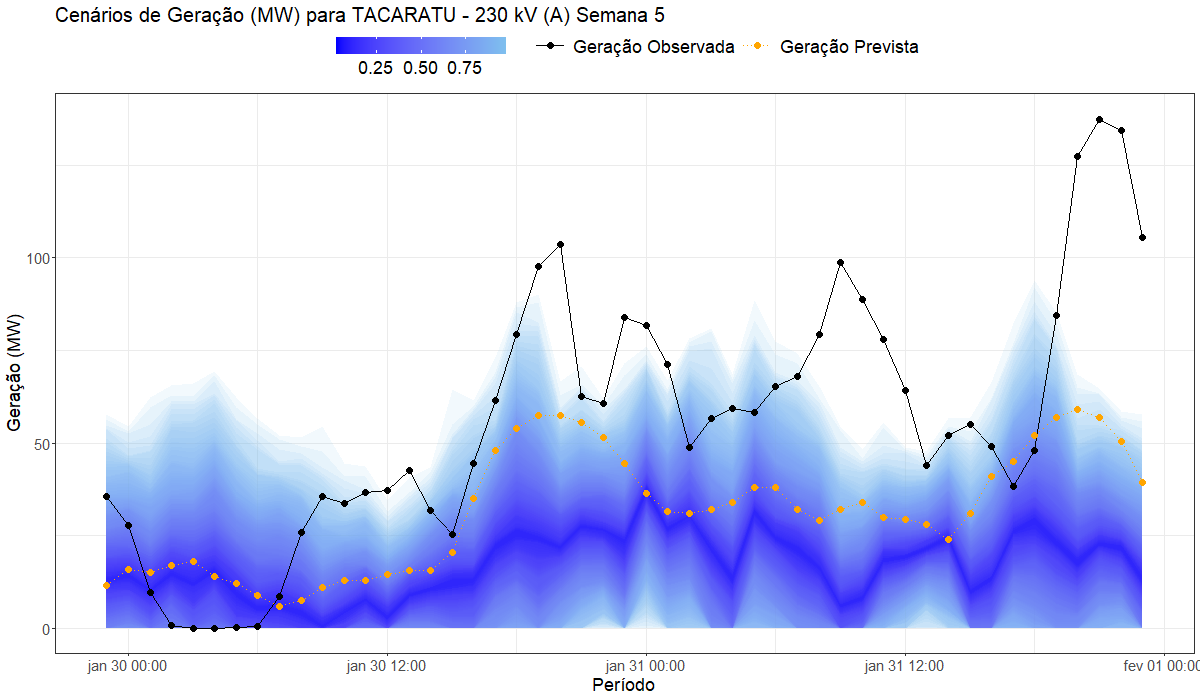 Cenários de Geração (MW) para TACARATU - 230 kV (A) Semana 5
0.25 0.50 0.75
Geração Observada
Geração Prevista
Geração (MW)
100
50
0
jan 30 00:00
jan 30 12:00
jan 31 00:00
jan 31 12:00
fev 01 00:00
Período